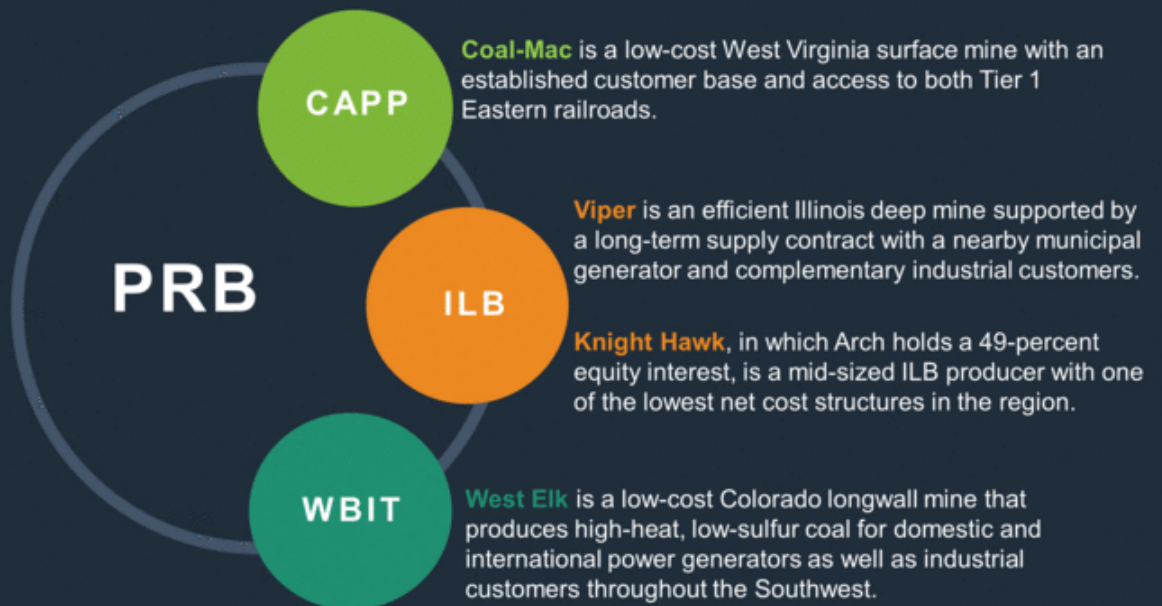 PRB
CAPP
Coal-Mac is a low-cost West Virginia surface mine with an
established customer base and access to both Tier 1
Eastern railroads.
ILB
Viper is an efficient Illinois deep mine supported by
a long-term supply contract with a nearby municipal
generator and complementary industrial customers.
Knight Hawk, in which Arch holds a 49-percent
equity interest, is a mid-sized ILB producer with one
of the lowest net cost structures in the region.
WBIT
West Elk is a low-cost Colorado longwall mine that
produces high-heat, low-sulfur coal for domestic and
international power generators as well as industrial
customers throughout the Southwest.